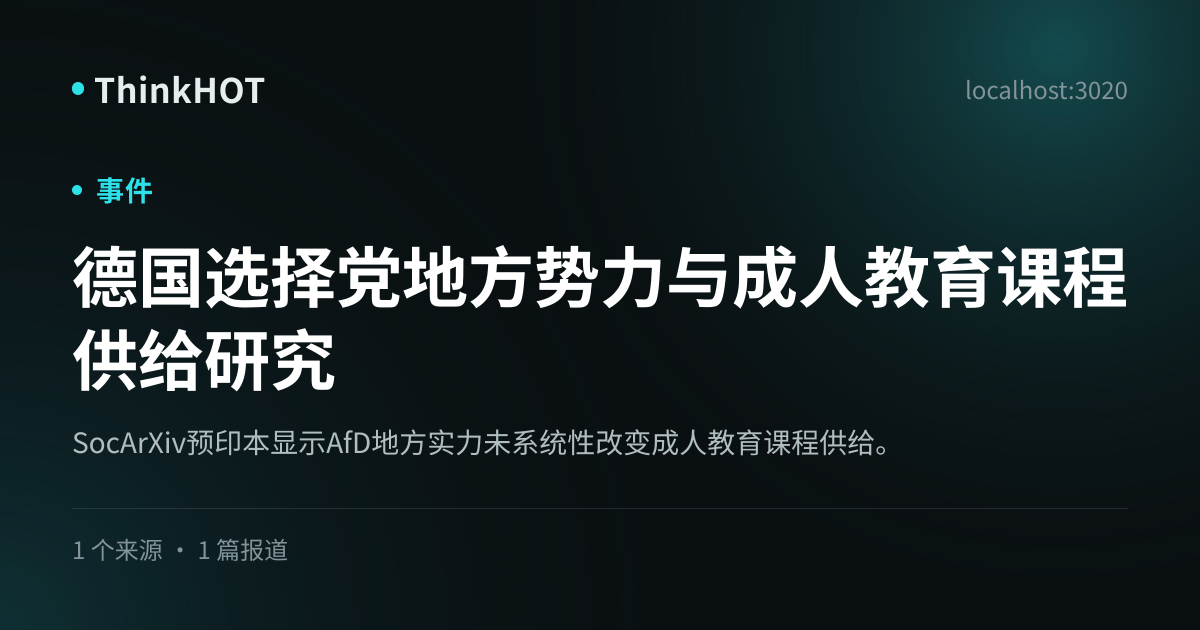 ThinkHOT
localhost:3020
事件
德国选择党地方势力与成人教育课程
供给研究
SocArXiv预印本显示AfD地方实力未系统性改变成人教育课程供给。
1 个来源 · 1 篇报道